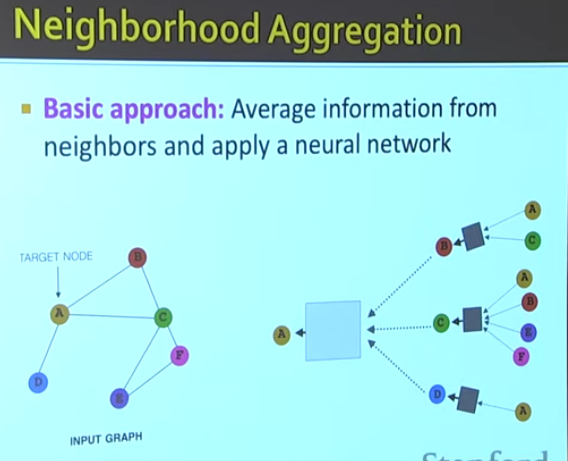 Neighborhood Aggregation
Basic approach: Average information from
neighbors and apply a neural network
TARGET NODE
B
A
C
F
D
E
INPUT GRAPH
A
B
C
D
A
C
A
B
E
F
A